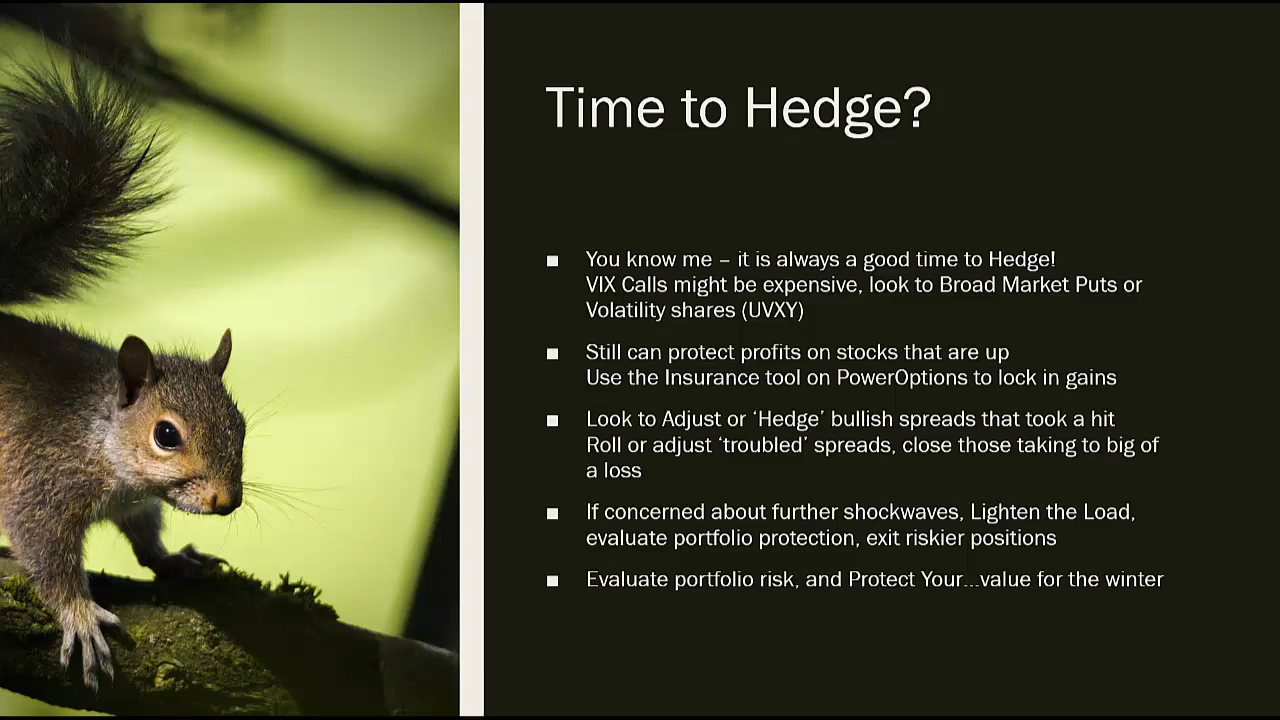 Time to Hedge?
■ You know me – it is always a good time to Hedge!
VIX Calls might be expensive, look to Broad Market Puts or
Volatility shares (UVXY)
■ Still can protect profits on stocks that are up
Use the Insurance tool on PowerOptions to lock in gains
■ Look to Adjust or ‘Hedge’ bullish spreads that took a hit
Roll or adjust ‘troubled’ spreads, close those taking to big of
a loss
■ If concerned about further shockwaves, Lighten the Load,
evaluate portfolio protection, exit riskier positions
■ Evaluate portfolio risk, and Protect Your...value for the winter